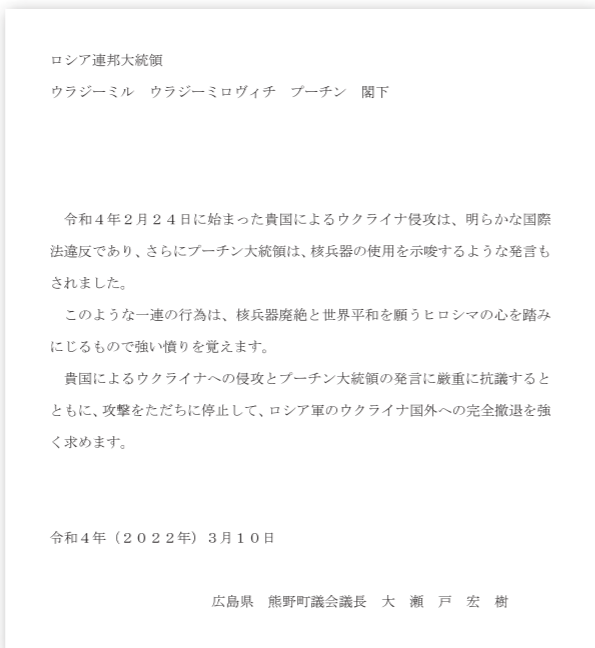 ロシア連邦大統領
ウラジーミル　ウラジーミロヴィチ　プーチン　閣下
　令和４年２月２４日に始まった貴国によるウクライナ侵攻は、明らかな国際
法違反であり、さらにプーチン大統領は、核兵器の使用を示唆するような発言も
されました。
　このような一連の行為は、核兵器廃絶と世界平和を願うヒロシマの心を踏み
にじるもので強い憤りを覚えます。
　貴国によるウクライナへの侵攻とプーチン大統領の発言に厳重に抗議すると
ともに、攻撃をただちに停止して、ロシア軍のウクライナ国外への完全撤退を強
く求めます。
令和４年（２０２２年）３月１０日
広島県　熊野町議会議長　大　瀬　戸　宏　樹